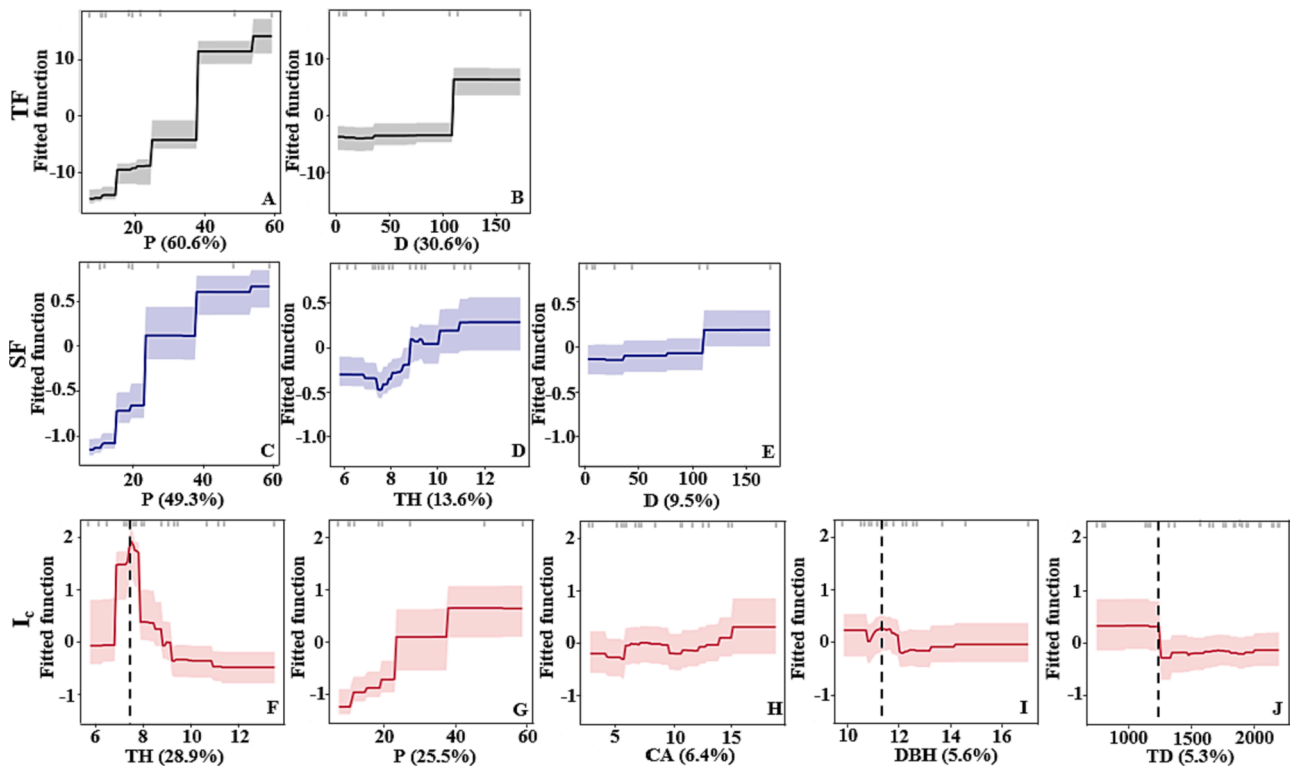 TF
Fitted function
10
0
-10
A
20
40
60
P (60.6%)
Fitted function
10
0
-10
B
0
50
100
150
D (30.6%)
SF
Fitted function
0.5
0
-0.5
-1.0
C
20
40
60
P (49.3%)
Fitted function
0.5
0
-0.5
-1.0
D
6
8
10
12
TH (13.6%)
Fitted function
0.5
0
-0.5
-1.0
E
0
50
100
150
D (9.5%)
Ic
Fitted function
2
1
0
-1
F
6
8
10
12
TH (28.9%)
Fitted function
2
1
0
-1
G
20
40
60
P (25.5%)
Fitted function
2
1
0
-1
H
5
10
15
CA (6.4%)
Fitted function
2
1
0
-1
I
10
12
14
16
DBH (5.6%)
Fitted function
2
1
0
-1
J
1000
1500
2000
TD (5.3%)